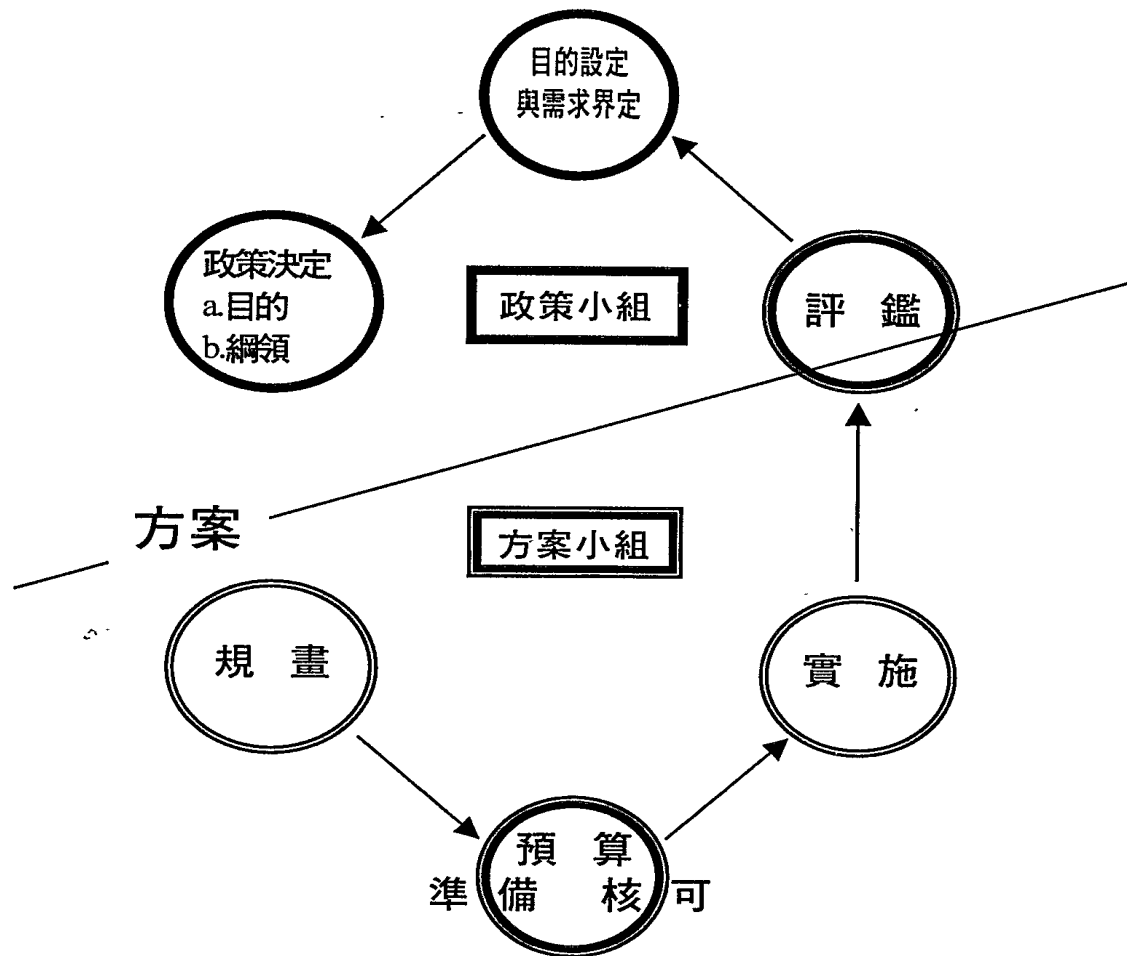 目的設定
與需求界定
政策決定
a.目的
b.綱領
政策小組
評 鑑
方案
方案小組
規 畫
實 施
預 算
準備 核可